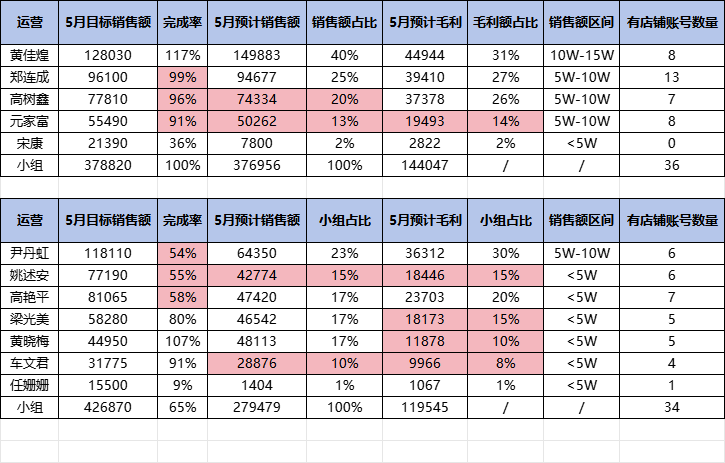 运营 5月目标销售额 完成率 5月预计销售额 销售额占比 5月预计毛利 毛利额占比 销售额区间 有店铺账号数量
黄佳煌 128030 117% 149883 40% 44944 31% 10W-15W 8
郑连成 96100 99% 94677 25% 39410 27% 5W-10W 13
高树鑫 77810 96% 74334 20% 37378 26% 5W-10W 7
元家富 55490 91% 50262 13% 19493 14% 5W-10W 8
宋康 21390 36% 7800 2% 2822 2% <5W 0
小组 378820 100% 376956 100% 144047 / / 36
运营 5月目标销售额 完成率 5月预计销售额 小组占比 5月预计毛利 小组占比 销售额区间 有店铺账号数量
尹丹虹 118110 54% 64350 23% 36312 30% 5W-10W 6
姚述安 77190 55% 42774 15% 18446 15% <5W 6
高艳平 81065 58% 47420 17% 23703 20% <5W 7
梁光美 58280 80% 46542 17% 18173 15% <5W 5
黄晓梅 44950 107% 48113 17% 11878 10% <5W 5
车文君 31775 91% 28876 10% 9966 8% <5W 4
任姗姗 15500 9% 1404 1% 1067 1% <5W 1
小组 426870 65% 279479 100% 119545 / / 34